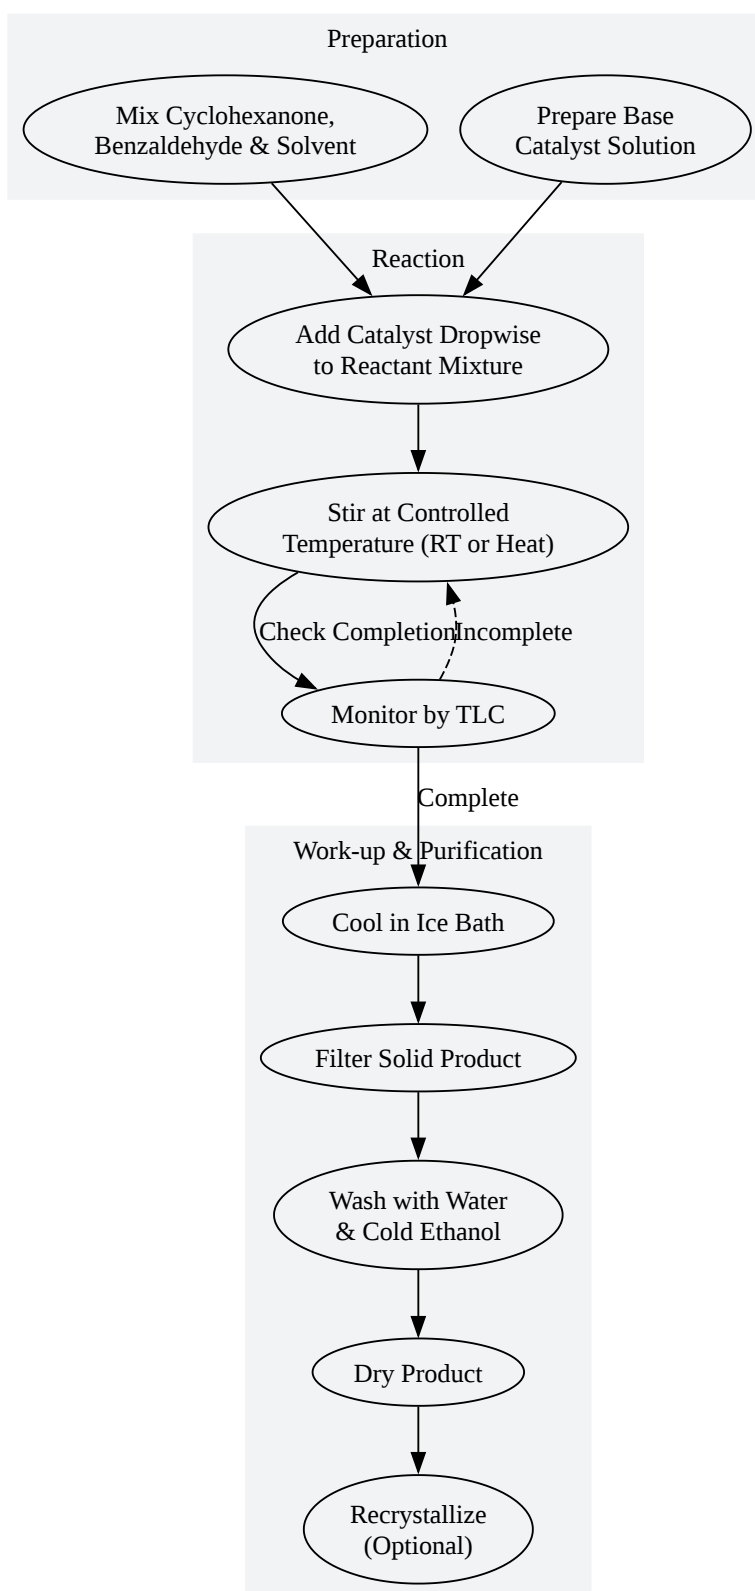 Preparation
Mix Cyclohexanone,
Benzaldehyde & Solvent
Prepare Base
Catalyst Solution
Reaction
Add Catalyst Dropwise
to Reactant Mixture
Stir at Controlled
Temperature (RT or Heat)
Check Completion
Incomplete
Monitor by TLC
Complete
Work-up & Purification
Cool in Ice Bath
Filter Solid Product
Wash with Water
& Cold Ethanol
Dry Product
Recrystallize
(Optional)